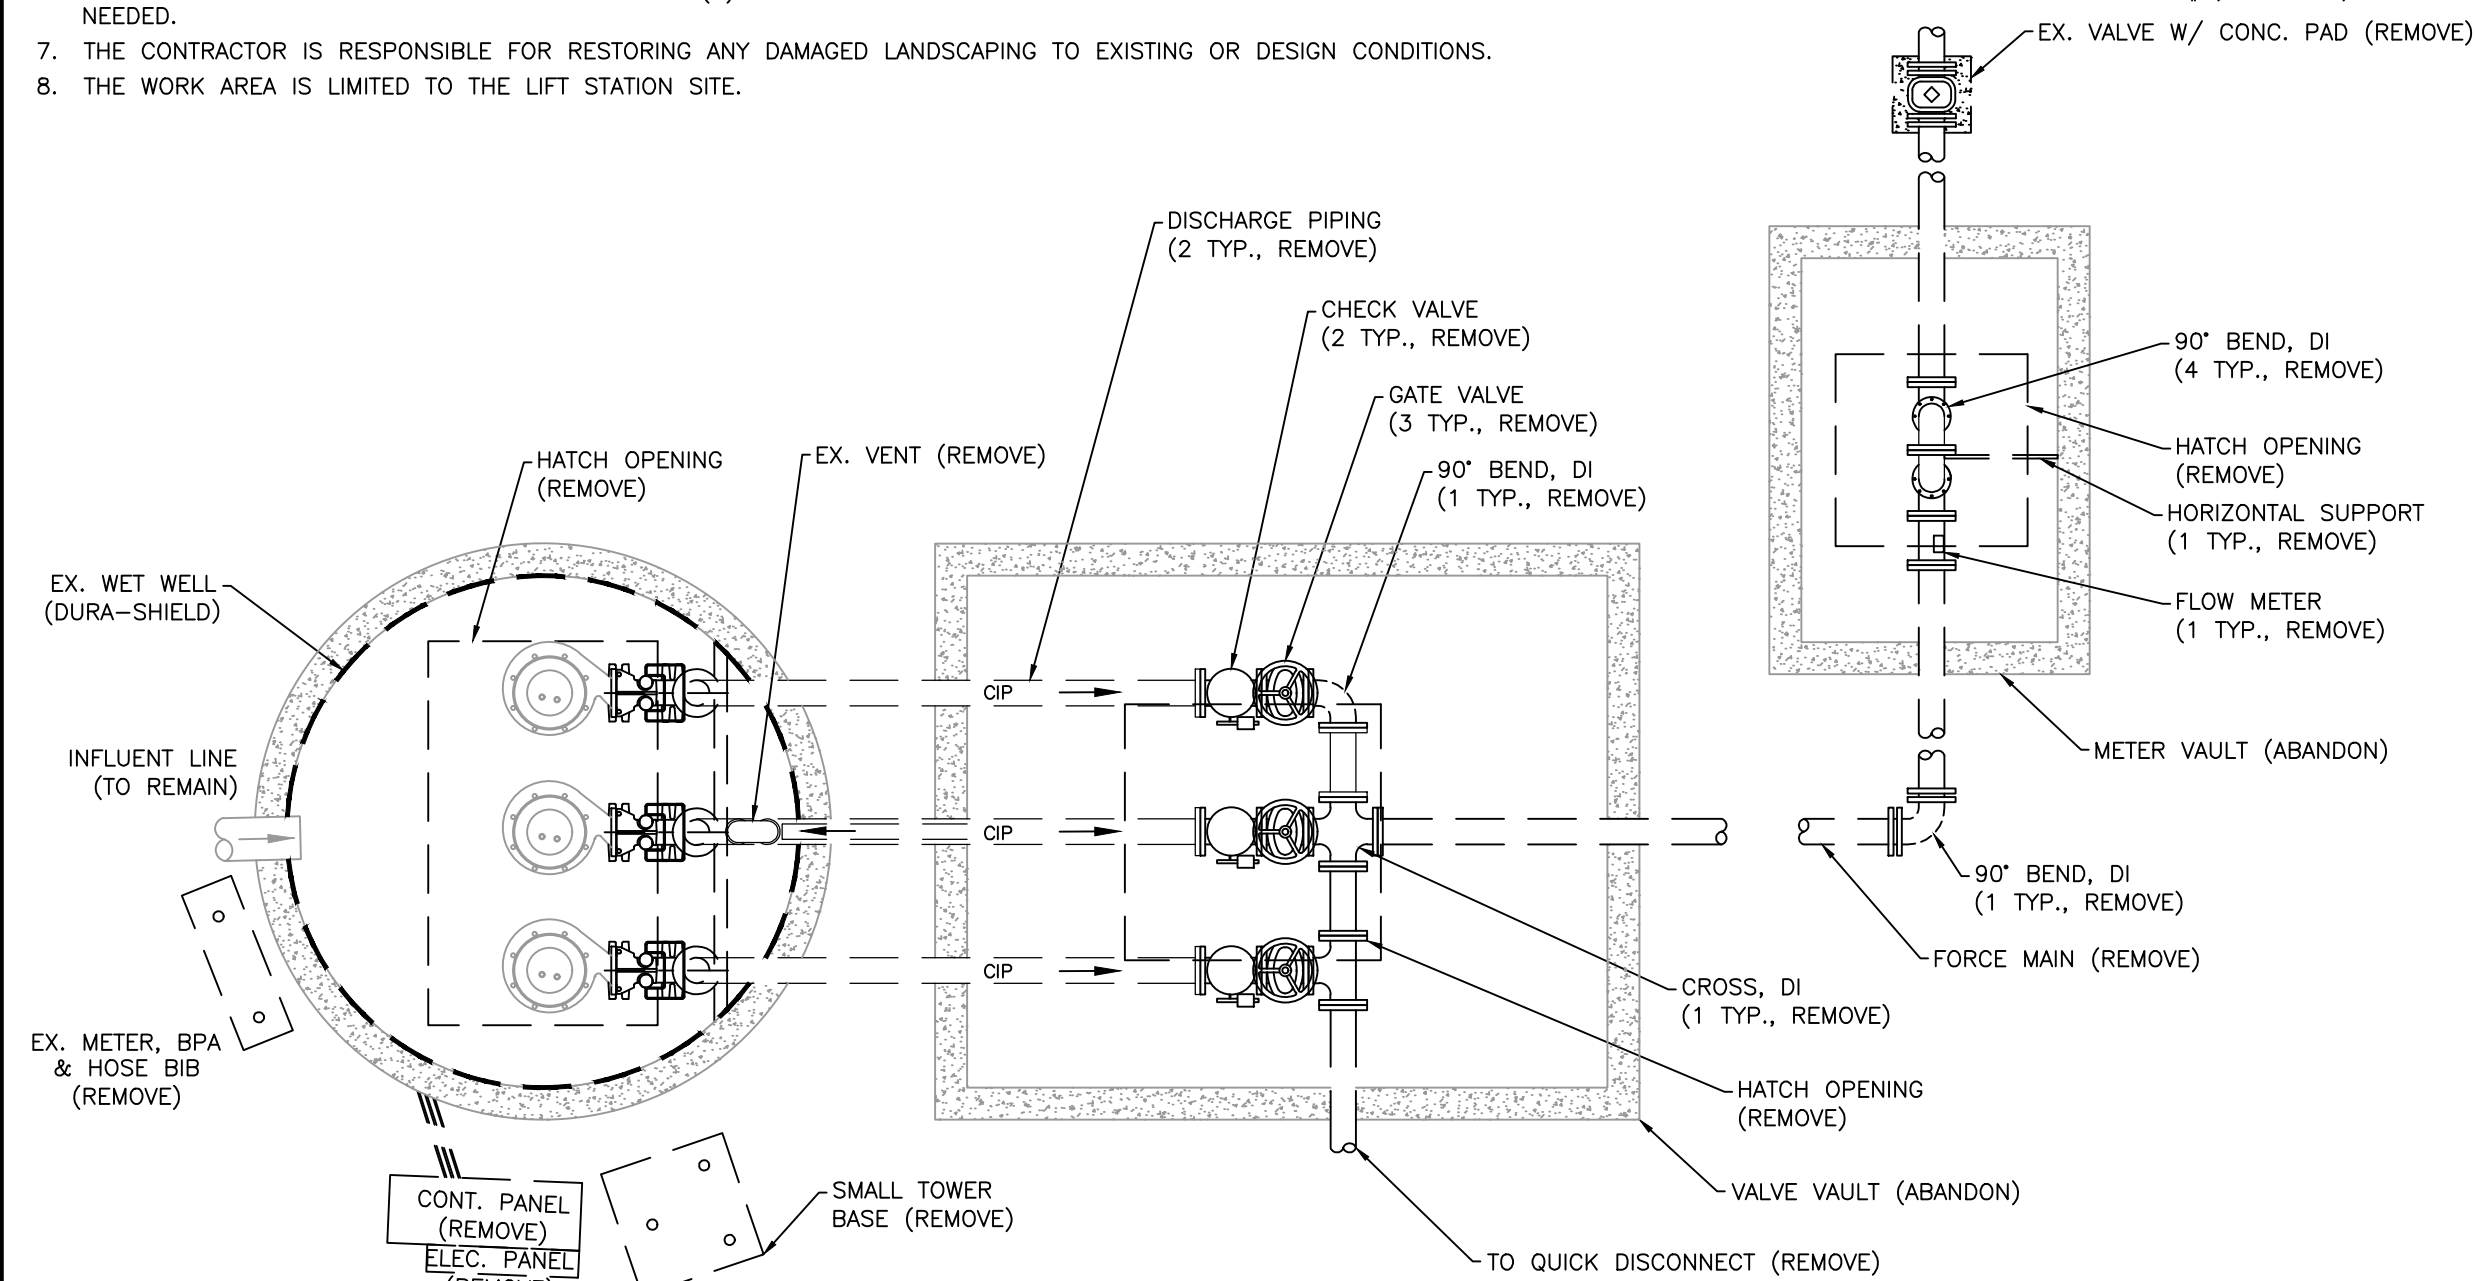 NEEDED.
7. THE CONTRACTOR IS RESPONSIBLE FOR RESTORING ANY DAMAGED LANDSCAPING TO EXISTING OR DESIGN CONDITIONS.
8. THE WORK AREA IS LIMITED TO THE LIFT STATION SITE.
EX. VALVE W/ CONC. PAD (REMOVE)
DISCHARGE PIPING
(2 TYP., REMOVE)
CHECK VALVE
(2 TYP., REMOVE)
GATE VALVE
(3 TYP., REMOVE)
90° BEND, DI
(1 TYP., REMOVE)
90° BEND, DI
(4 TYP., REMOVE)
HATCH OPENING
(REMOVE)
HORIZONTAL SUPPORT
(1 TYP., REMOVE)
FLOW METER
(1 TYP., REMOVE)
METER VAULT (ABANDON)
HATCH OPENING
(REMOVE)
EX. VENT (REMOVE)
EX. WET WELL
(DURA-SHIELD)
INFLUENT LINE
(TO REMAIN)
CIP
CIP
CIP
90° BEND, DI
(1 TYP., REMOVE)
FORCE MAIN (REMOVE)
CROSS, DI
(1 TYP., REMOVE)
HATCH OPENING
(REMOVE)
VALVE VAULT (ABANDON)
TO QUICK DISCONNECT (REMOVE)
EX. METER, BPA
& HOSE BIB
(REMOVE)
CONT. PANEL
(REMOVE)
ELEC. PANEL
(REMOVE)
SMALL TOWER
BASE (REMOVE)